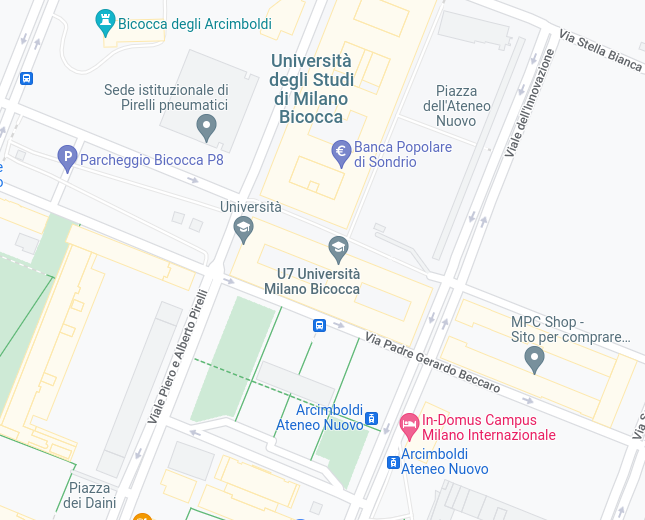 Bicocca degli Arcimboldi
Via Stella Bianca
Università
degli Studi
di Milano
Bicocca
Sede istituzionale di
Pirelli pneumatici
Piazza
dell'Ateneo
Nuovo
Viale dell'Innovazione
Banca Popolare
di Sondrio
P
Parcheggio Bicocca P8
€
Università
U7 Università
Milano Bicocca
Viale Piero e Alberto Pirelli
MPC Shop -
Sito per comprare...
Via Padre Gerardo Beccaro
Arcimboldi
Ateneo Nuovo
In-Domus Campus
Milano Internazionale
Arcimboldi
Ateneo Nuovo
Piazza
dei Daini